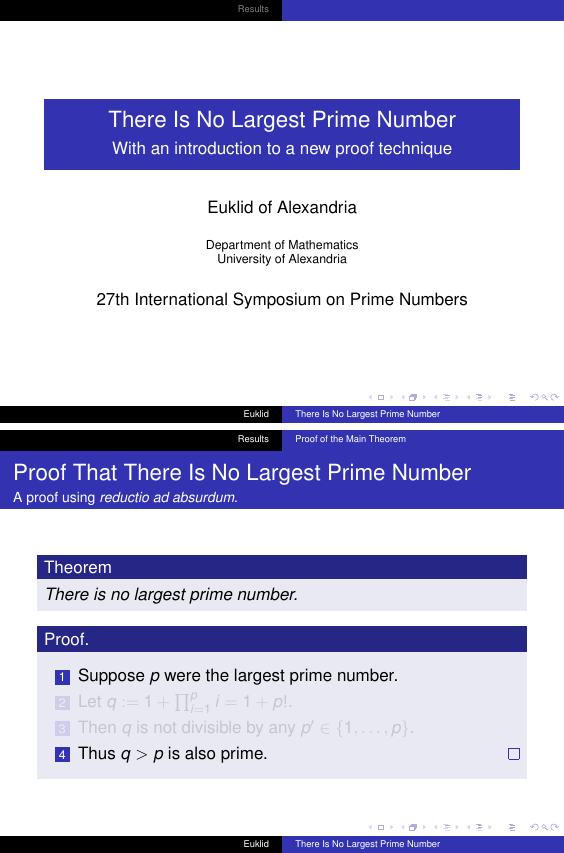 Results
There Is No Largest Prime Number
With an introduction to a new proof technique
Euklid of Alexandria
Department of Mathematics
University of Alexandria
27th International Symposium on Prime Numbers
Euklid There Is No Largest Prime Number
Results Proof of the Main Theorem
Proof That There Is No Largest Prime Number
A proof using reductio ad absurdum.
Theorem
There is no largest prime number.
Proof.
1 Suppose p were the largest prime number.
2 Let q := 1 + ∏_{i=1}^{p} i = 1 + p!.
3 Then q is not divisible by any p′ ∈ {1, . . . , p}.
4 Thus q > p is also prime.
Euklid There Is No Largest Prime Number